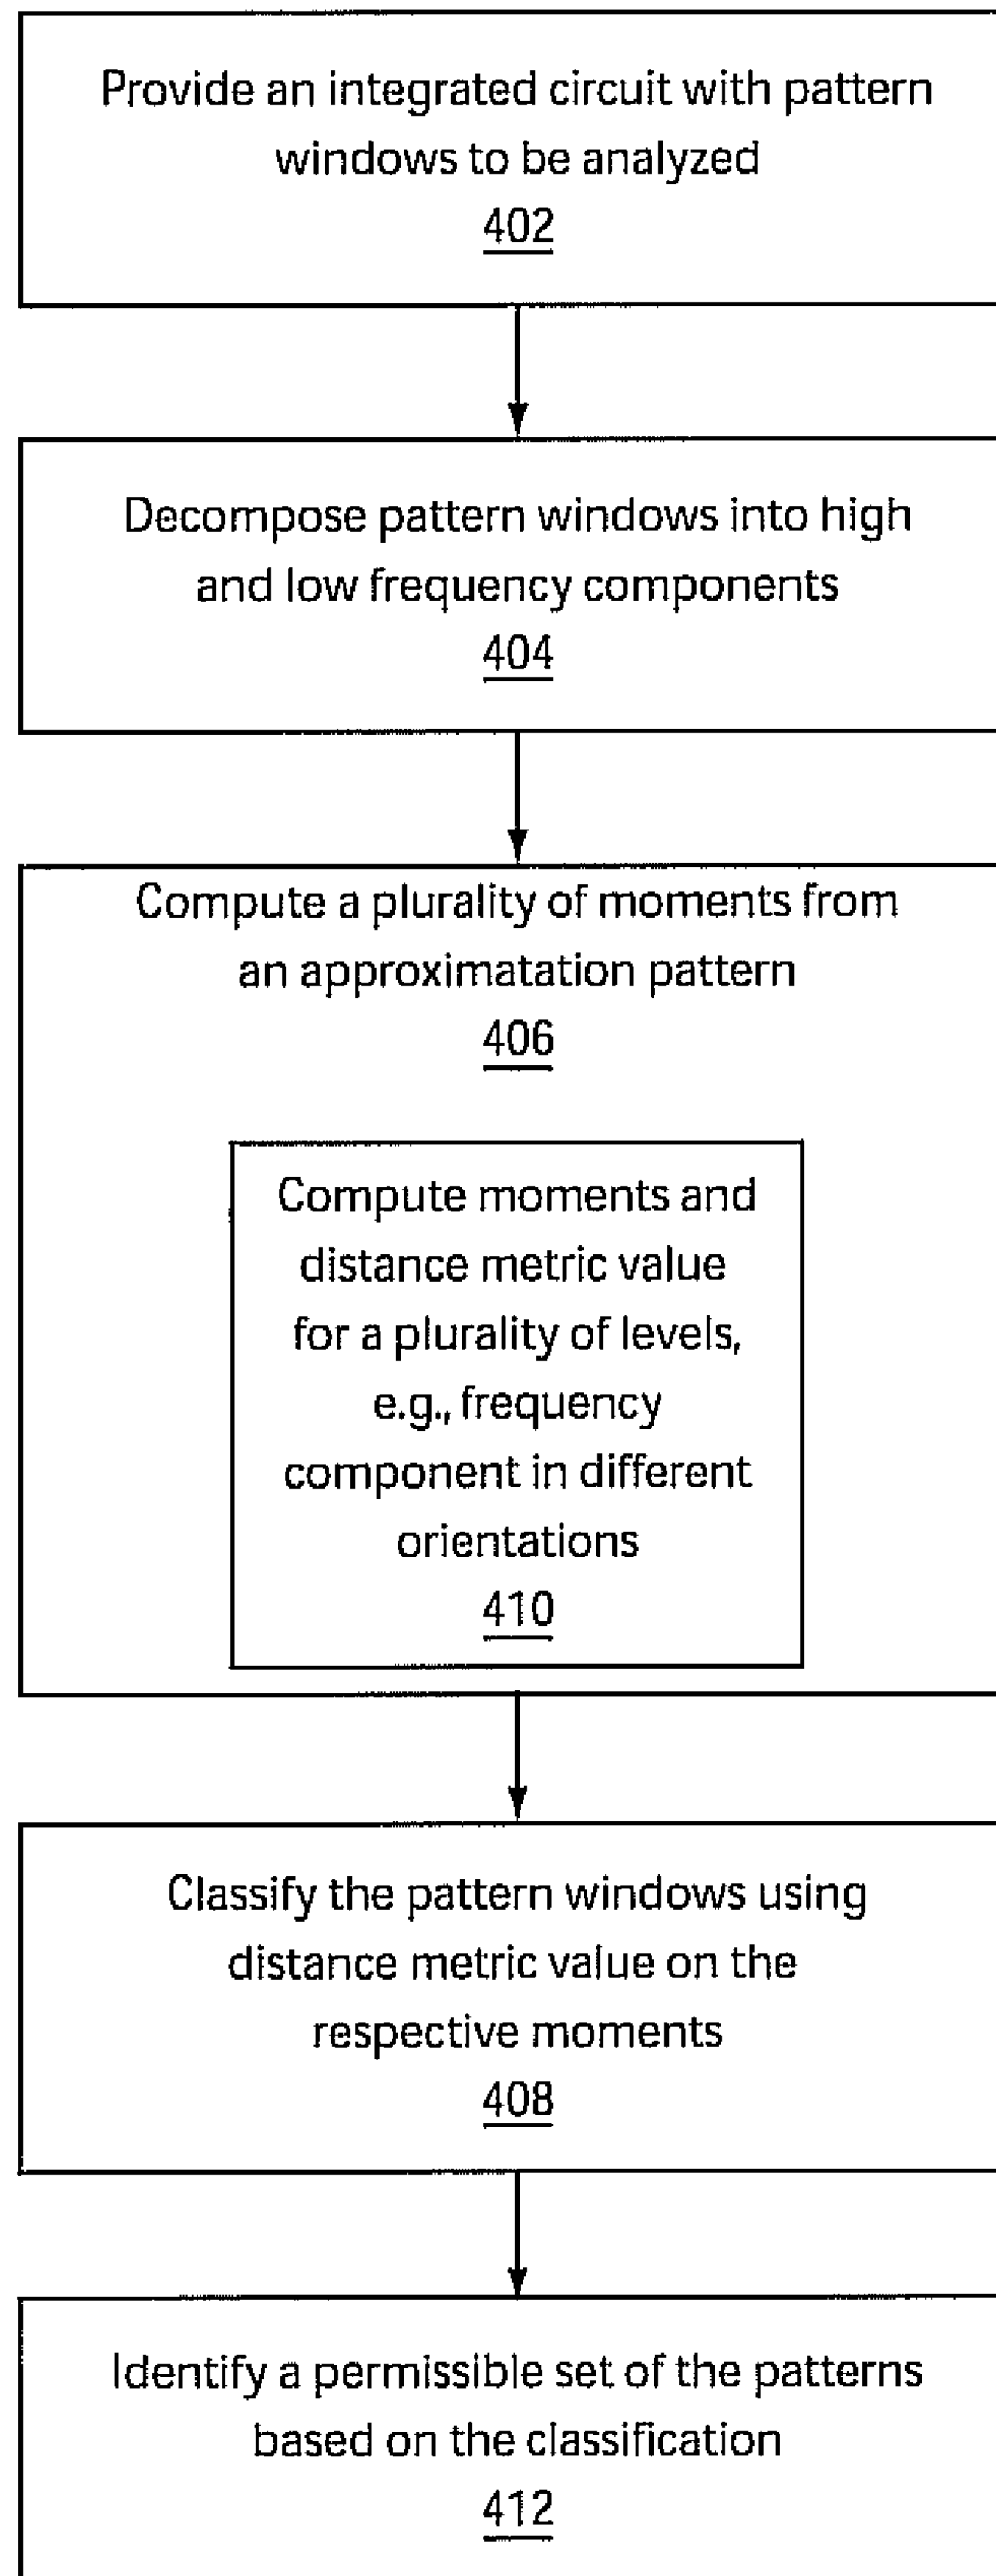 Provide an integrated circuit with pattern
windows to be analyzed
402
Decompose pattern windows into high
and low frequency components
404
Compute a plurality of moments from
an approximatation pattern
406
Compute moments and
distance metric value
for a plurality of levels,
e.g., frequency
component in different
orientations
410
Classify the pattern windows using
distance metric value on the
respective moments
408
Identify a permissible set of the patterns
based on the classification
412